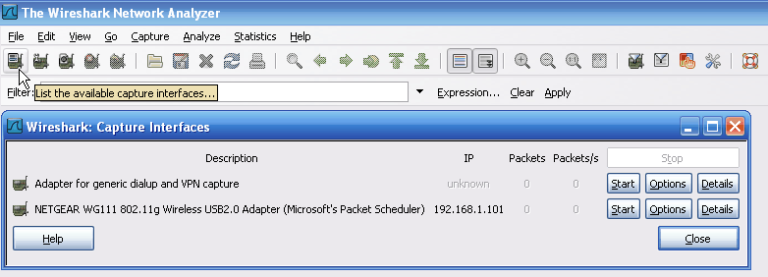 The Wireshark Network Analyzer
File Edit View Go Capture Analyze Statistics Help
Filter: List the available capture interfaces... Expression... Clear Apply
Wireshark: Capture Interfaces
Description IP Packets Packets/s Stop
Adapter for generic dialup and VPN capture unknown 0 0 Start Options Details
NETGEAR WG111 802.11g Wireless USB2.0 Adapter (Microsoft's Packet Scheduler) 192.168.1.101 0 0 Start Options Details
Help Close